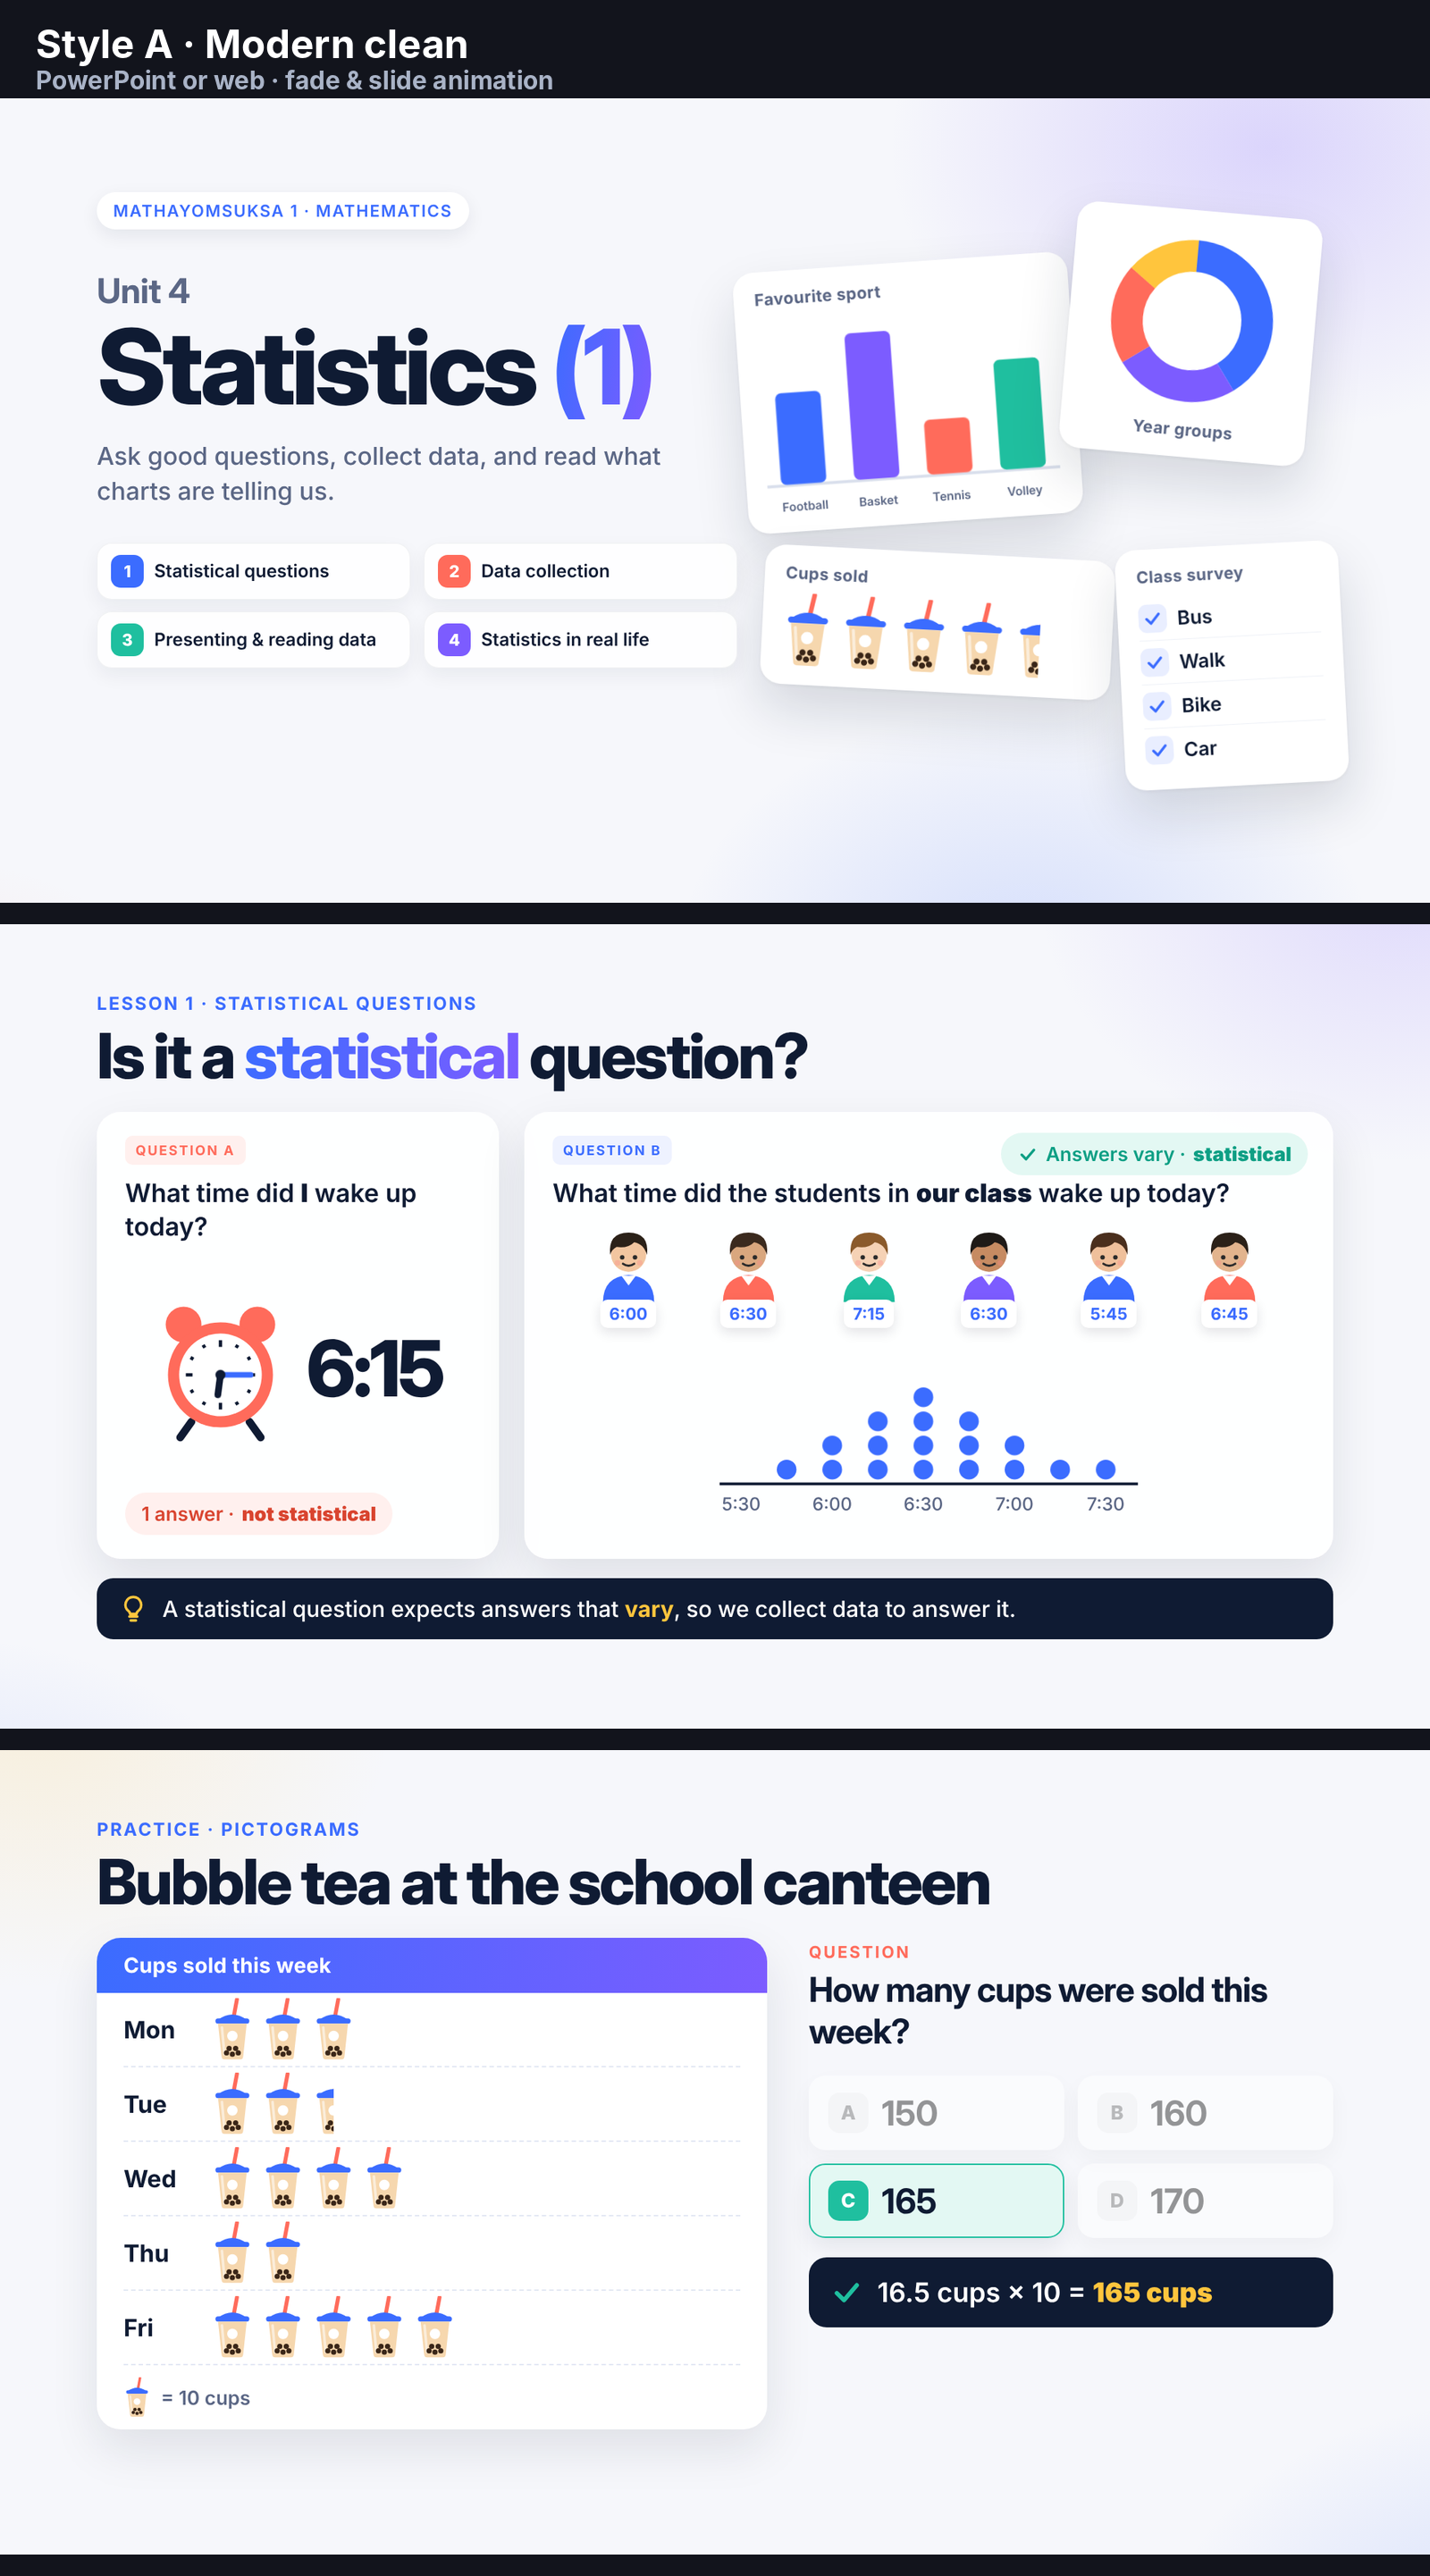 Style A · Modern clean
PowerPoint or web · fade & slide animation
MATHAYOMSUKSA 1 · MATHEMATICS
Unit 4
Statistics (1)
Ask good questions, collect data, and read what
charts are telling us.
1 Statistical questions
2 Data collection
3 Presenting & reading data
4 Statistics in real life
Favourite sport
Football Basket Tennis Volley
Year groups
Cups sold
Class survey
Bus
Walk
Bike
Car
LESSON 1 · STATISTICAL QUESTIONS
Is it a statistical question?
QUESTION A
What time did I wake up
today?
6:15
1 answer · not statistical
QUESTION B
Answers vary · statistical
What time did the students in our class wake up today?
6:00 6:30 7:15 6:30 5:45 6:45
5:30 6:00 6:30 7:00 7:30
A statistical question expects answers that vary, so we collect data to answer it.
PRACTICE · PICTOGRAMS
Bubble tea at the school canteen
Cups sold this week
Mon
Tue
Wed
Thu
Fri
= 10 cups
QUESTION
How many cups were sold this
week?
A 150
B 160
C 165
D 170
16.5 cups × 10 = 165 cups